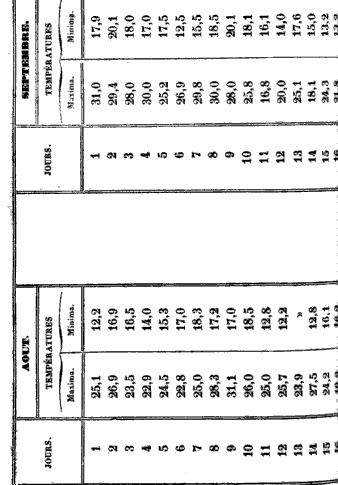 AOUT. SEPTEMBRE.
JOURS. TEMPÉRATURES JOURS. TEMPÉRATURES
Maxima. Minima. Maxima. Minima.
1 25,1 12,2 1 31,0 17,9
2 26,9 16,9 2 29,4 20,1
3 23,5 16,5 3 28,0 18,0
4 22,9 14,0 4 30,0 17,0
5 24,5 15,3 5 25,2 17,5
6 22,8 17,0 6 26,9 12,5
7 25,0 18,3 7 29,8 15,5
8 28,3 17,2 8 30,0 18,5
9 31,1 17,0 9 28,0 20,1
10 26,0 18,5 10 25,8 18,1
11 25,0 12,8 11 16,8 16,1
12 25,7 12,2 12 20,0 14,0
13 23,9 » 13 25,1 17,6
14 27,5 12,8 14 18,1 15,0
15 24,2 16,1 15 24,3 13,2
16 16